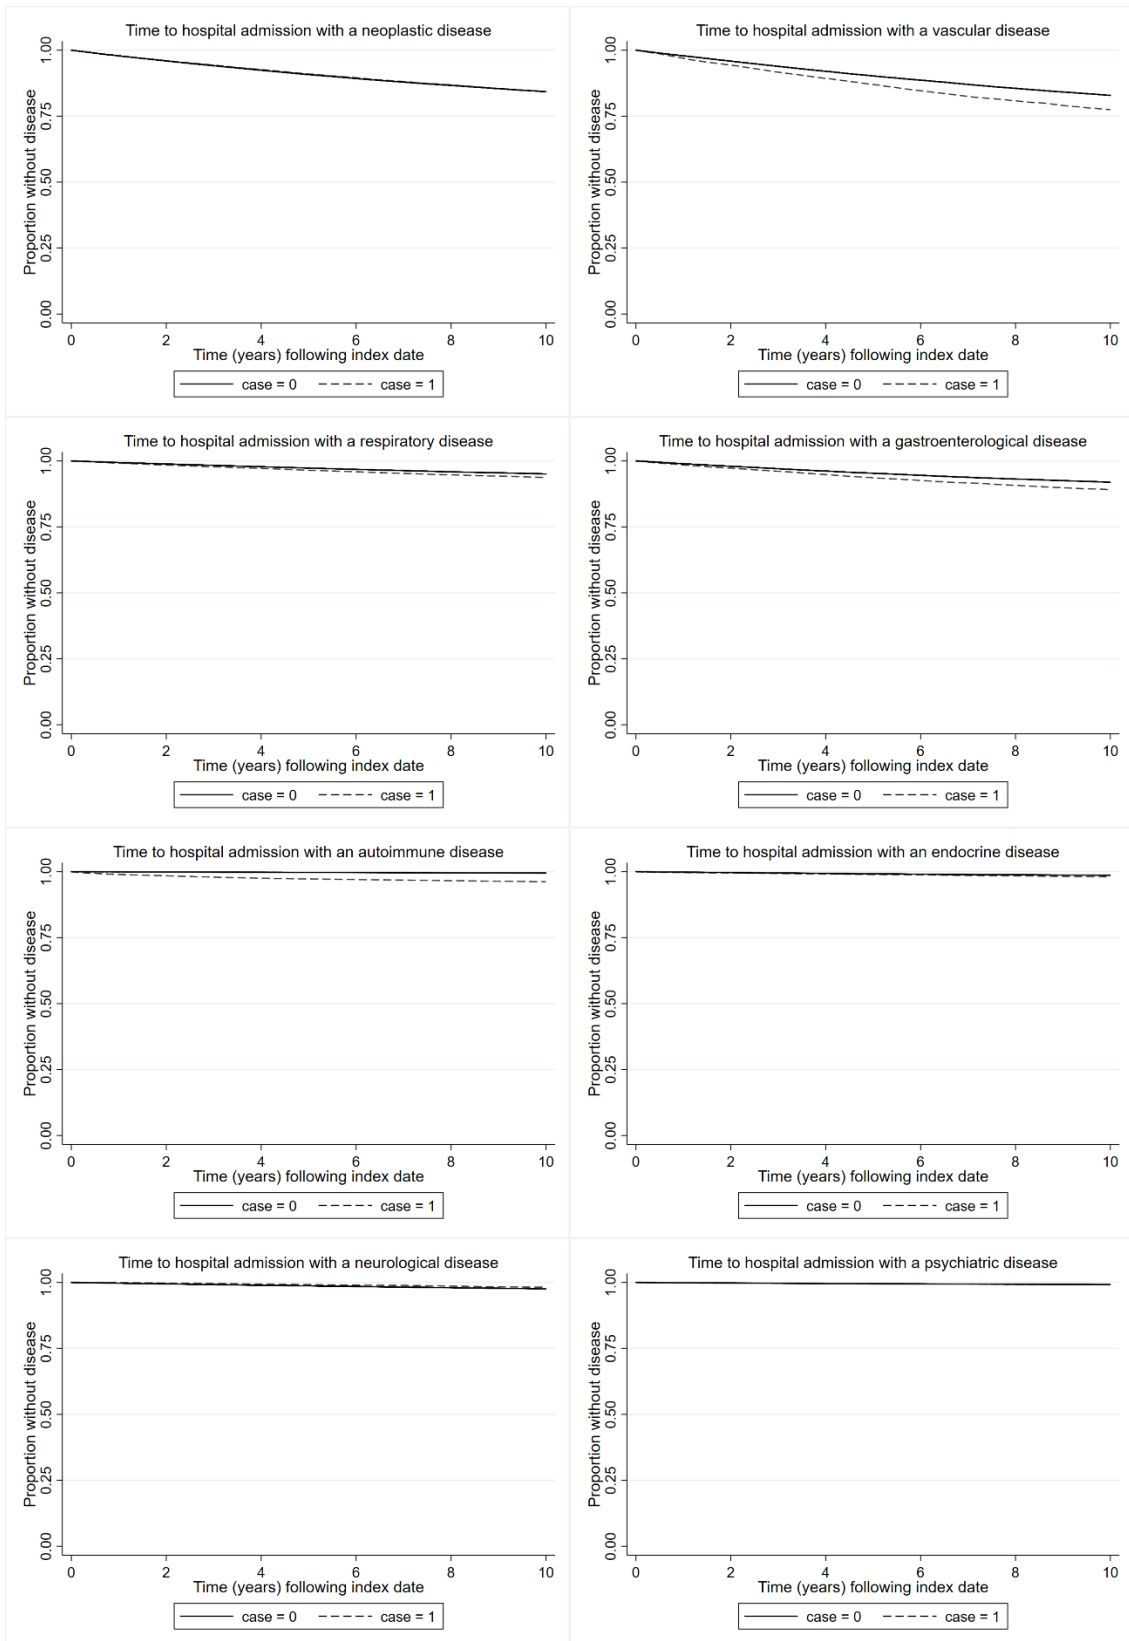 Time to hospital admission with a neoplastic disease
Proportion without disease
1.00
0.75
0.50
0.25
0.00
0 2 4 6 8 10
Time (years) following index date
case = 0 case = 1
Time to hospital admission with a vascular disease
Proportion without disease
1.00
0.75
0.50
0.25
0.00
0 2 4 6 8 10
Time (years) following index date
case = 0 case = 1
Time to hospital admission with a respiratory disease
Proportion without disease
1.00
0.75
0.50
0.25
0.00
0 2 4 6 8 10
Time (years) following index date
case = 0 case = 1
Time to hospital admission with a gastroenterological disease
Proportion without disease
1.00
0.75
0.50
0.25
0.00
0 2 4 6 8 10
Time (years) following index date
case = 0 case = 1
Time to hospital admission with an autoimmune disease
Proportion without disease
1.00
0.75
0.50
0.25
0.00
0 2 4 6 8 10
Time (years) following index date
case = 0 case = 1
Time to hospital admission with an endocrine disease
Proportion without disease
1.00
0.75
0.50
0.25
0.00
0 2 4 6 8 10
Time (years) following index date
case = 0 case = 1
Time to hospital admission with a neurological disease
Proportion without disease
1.00
0.75
0.50
0.25
0.00
0 2 4 6 8 10
Time (years) following index date
case = 0 case = 1
Time to hospital admission with a psychiatric disease
Proportion without disease
1.00
0.75
0.50
0.25
0.00
0 2 4 6 8 10
Time (years) following index date
case = 0 case = 1